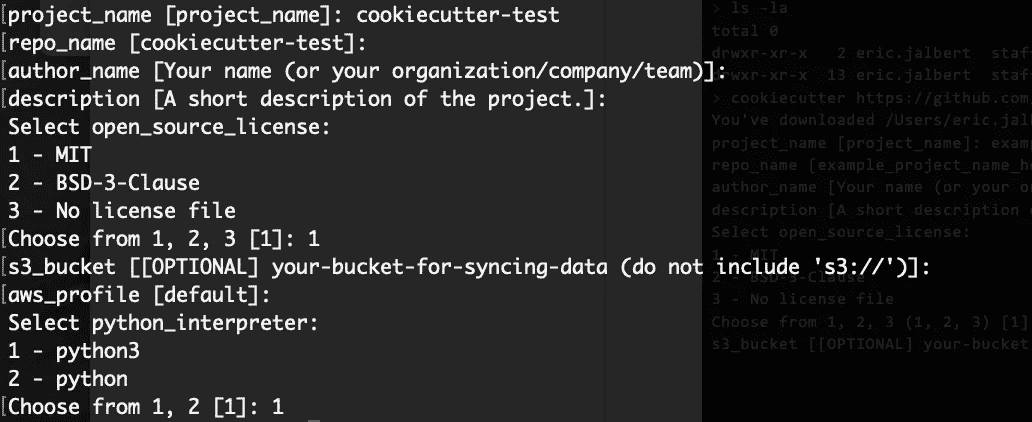 project_name [project_name]: cookiecutter-test
repo_name [cookiecutter-test]:
author_name [Your name (or your organization/company/team)]:
description [A short description of the project.]:
Select open_source_license:
1 - MIT
2 - BSD-3-Clause
3 - No license file
Choose from 1, 2, 3 [1]: 1
s3_bucket [[OPTIONAL] your-bucket-for-syncing-data (do not include 's3://')]:
aws_profile [default]:
Select python_interpreter:
1 - python3
2 - python
Choose from 1, 2 [1]: 1
> ls -la
total 0
drwxr-xr-x 2 eric.jalbert staf
drwxr-xr-x 13 eric.jalbert staf
> cookiecutter https://github.com
You've downloaded /Users/eric.jal
project_name [project_name]: exam
repo_name [example_project_name_h
author_name [Your name (or your o
description [A short description
Select open_source_license:
1 - MIT
2 - BSD-3-Clause
3 - No license file
Choose from 1, 2, 3 (1, 2, 3) [1]
s3_bucket [[OPTIONAL] your-bucket